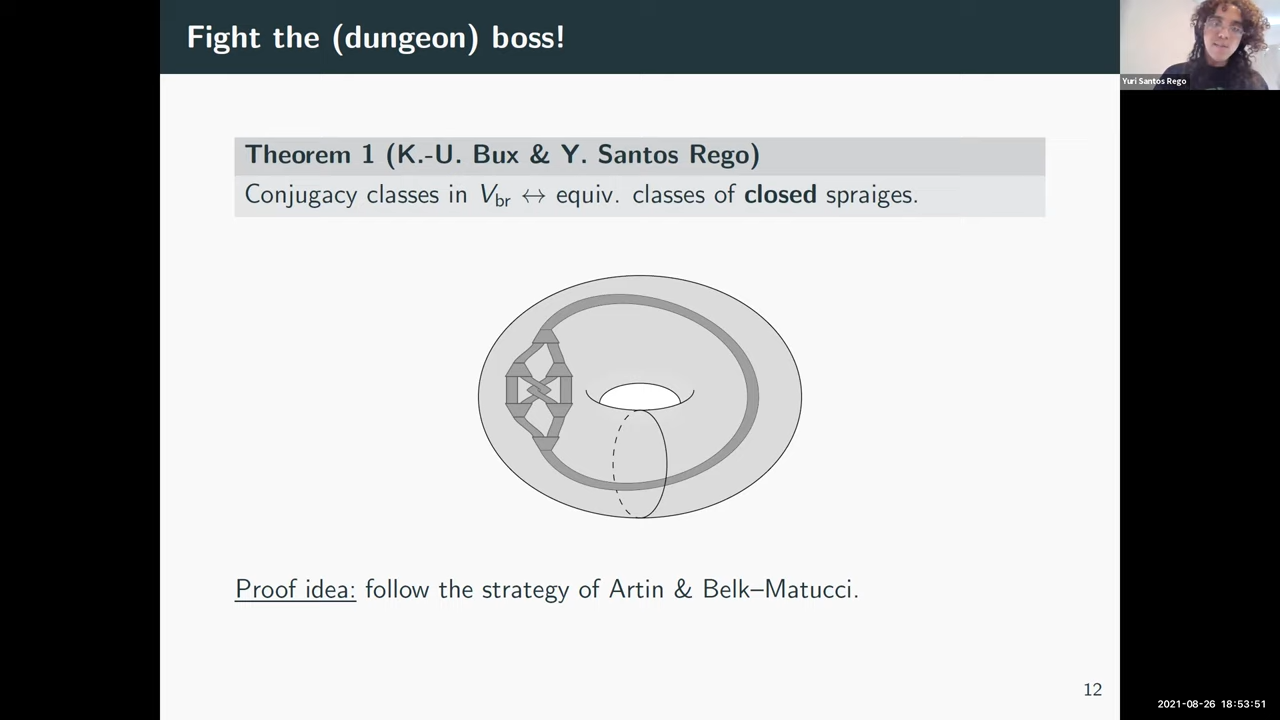 Fight the (dungeon) boss!
Yuri Santos Rego
Theorem 1 (K.-U. Bux & Y. Santos Rego)
Conjugacy classes in V_br ↔ equiv. classes of closed spraiges.
Proof idea: follow the strategy of Artin & Belk–Matucci.
12
2021-08-26 18:53:51